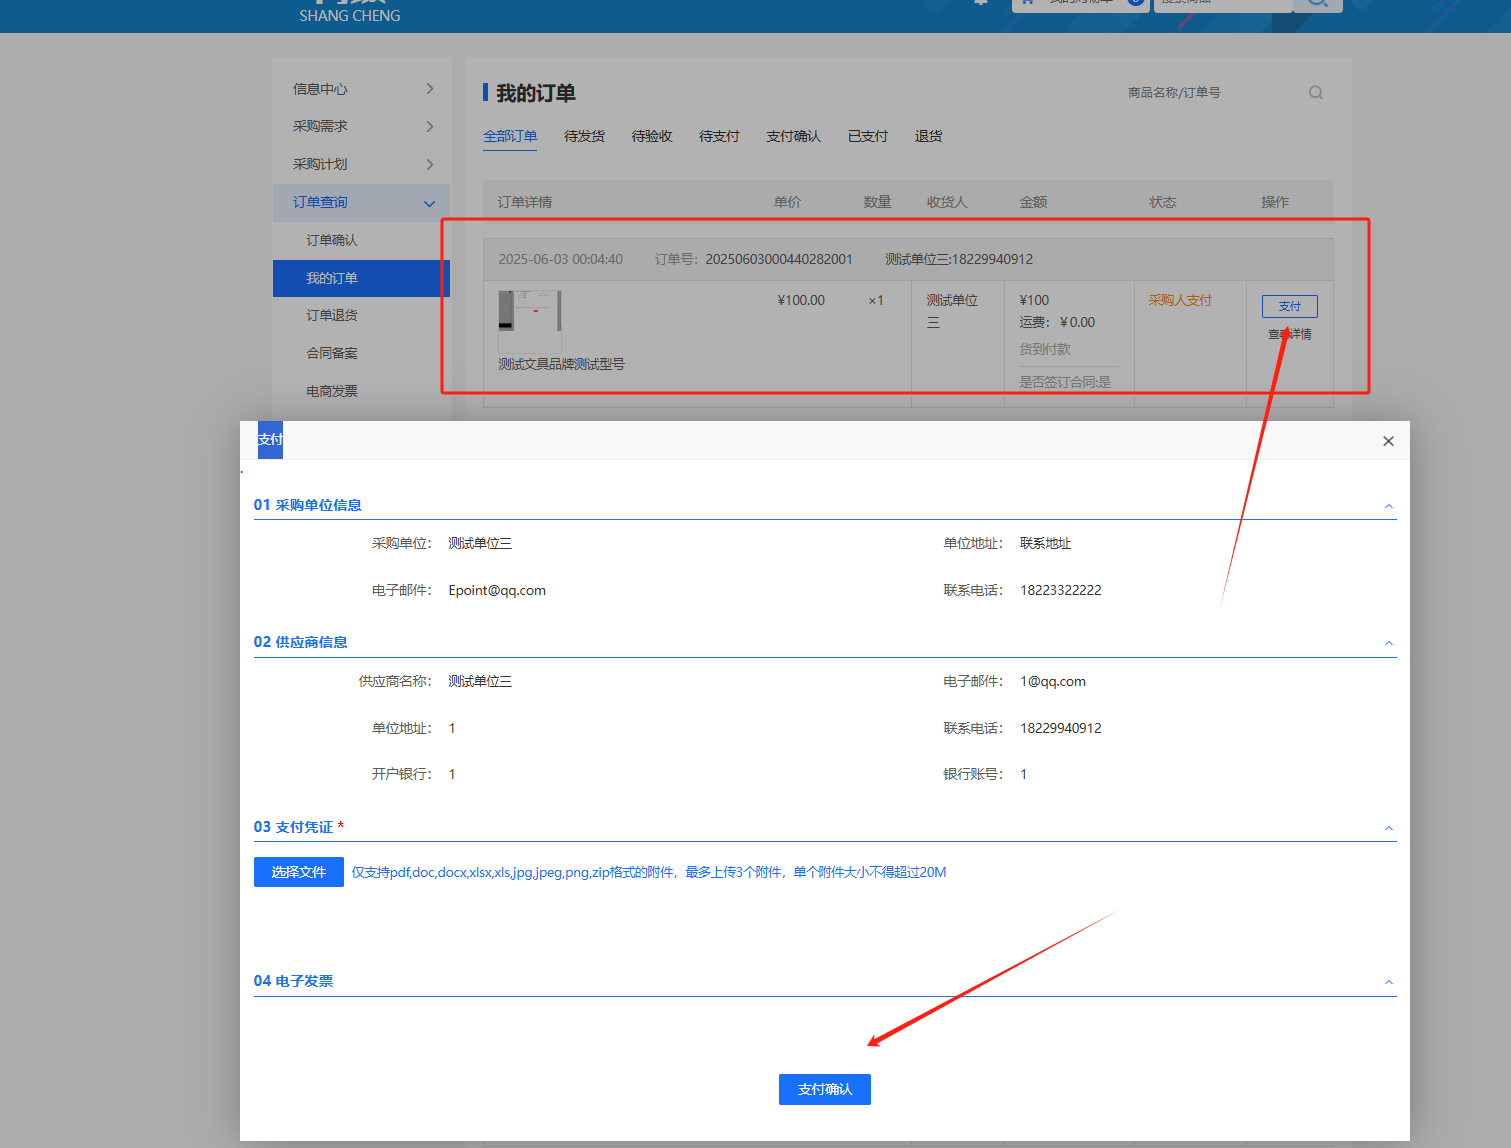 SHANG CHENG
信息中心
采购需求
采购计划
订单查询
订单确认
我的订单
订单退货
合同备案
电商发票
我的订单
商品名称/订单号
全部订单 待发货 待验收 待支付 支付确认 已支付 退货
订单详情 单价 数量 收货人 金额 状态 操作
2025-06-03 00:04:40 订单号: 20250603000440282001 测试单位三:18229940912
¥100.00 ×1 测试单位三 ¥100 采购人支付 支付
运费: ¥0.00
货到付款
测试文具品牌测试型号
是否签订合同:是
支付
01 采购单位信息
采购单位: 测试单位三 单位地址: 联系地址
电子邮件: Epoint@qq.com 联系电话: 18223322222
02 供应商信息
供应商名称: 测试单位三 电子邮件: 1@qq.com
单位地址: 1 联系电话: 18229940912
开户银行: 1 银行账号: 1
03 支付凭证 *
选择文件 仅支持pdf,doc,docx,xlsx,xls,jpg,jpeg,png,zip格式的附件，最多上传3个附件，单个附件大小不得超过20M
04 电子发票
支付确认